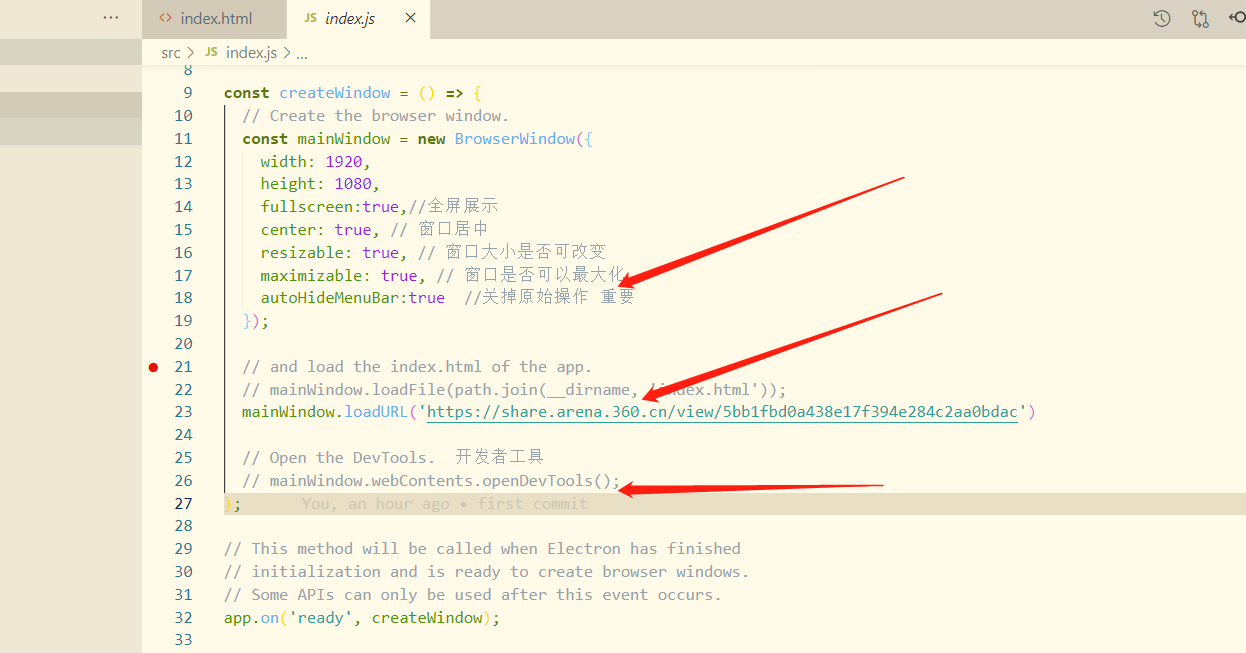 ··· <> index.html JS index.js ×
src > JS index.js > ...
8
9 const createWindow = () => {
10 // Create the browser window.
11 const mainWindow = new BrowserWindow({
12 width: 1920,
13 height: 1080,
14 fullscreen:true,//全屏展示
15 center: true, // 窗口居中
16 resizable: true, // 窗口大小是否可改变
17 maximizable: true, // 窗口是否可以最大化
18 autoHideMenuBar:true //关掉原始操作 重要
19 });
20
21 // and load the index.html of the app.
22 // mainWindow.loadFile(path.join(__dirname, index.html'));
23 mainWindow.loadURL('https://share.arena.360.cn/view/5bb1fbd0a438e17f394e284c2aa0bdac')
24
25 // Open the DevTools. 开发者工具
26 // mainWindow.webContents.openDevTools();
27 }; You, an hour ago • first commit
28
29 // This method will be called when Electron has finished
30 // initialization and is ready to create browser windows.
31 // Some APIs can only be used after this event occurs.
32 app.on('ready', createWindow);
33